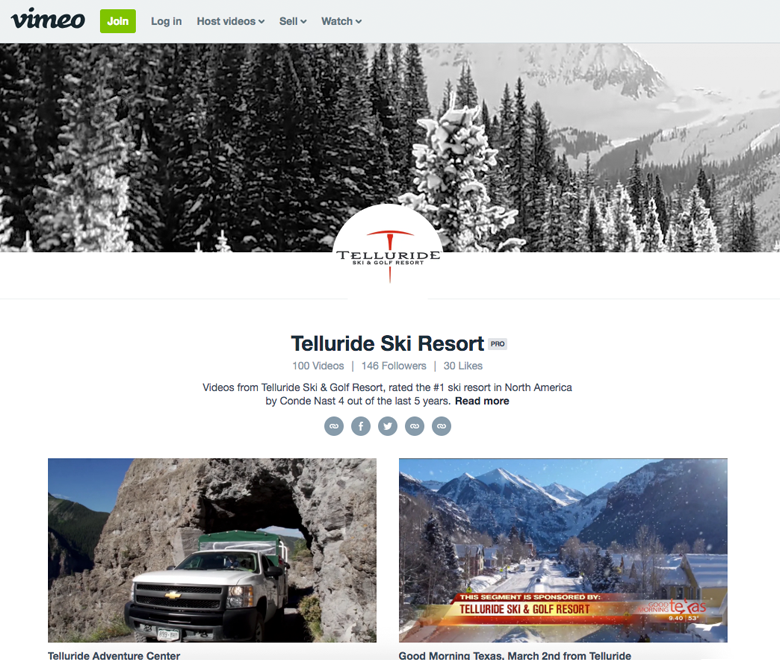 vimeo
Join
Log in
Host videos
Sell
Watch
TELLURIDE
SKI & GOLF RESORT
Telluride Ski Resort PRO
100 Videos | 146 Followers | 30 Likes
Videos from Telluride Ski & Golf Resort, rated the #1 ski resort in North America
by Conde Nast 4 out of the last 5 years. Read more
THIS SEGMENT IS SPONSORED BY:
TELLURIDE SKI & GOLF RESORT
GOOD
MORNING texas
9:40 53°
Telluride Adventure Center
Good Morning Texas, March 2nd from Telluride